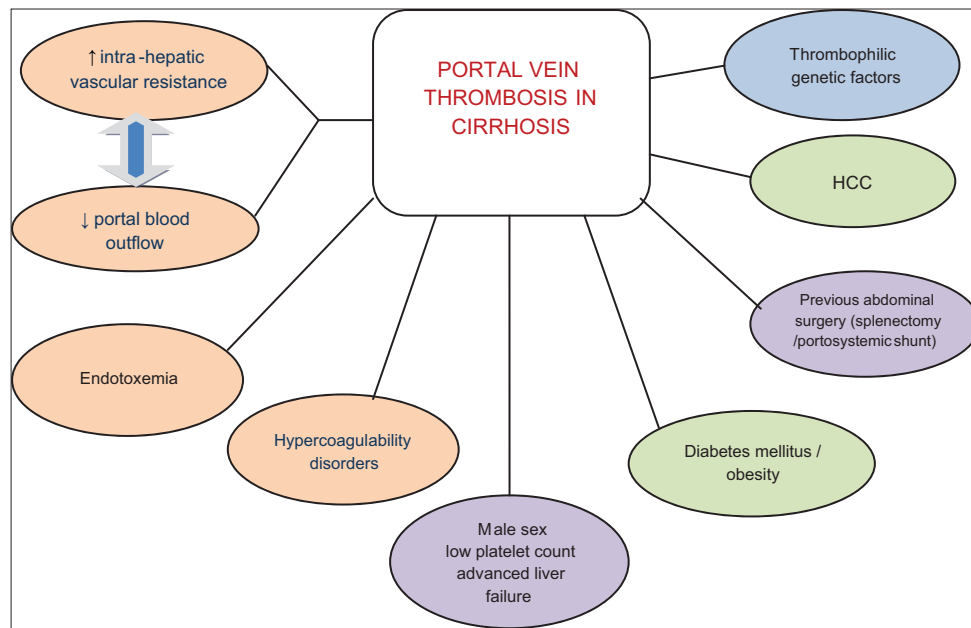 ↑intra-hepatic
vascular resistance
PORTAL VEIN
THROMBOSIS IN
CIRRHOSIS
Thrombophilic
genetic factors
HCC
↓ portal blood
outflow
Previous abdominal
surgery (splenectomy
/portosystemic shunt)
Endotoxemia
Hypercoagulability
disorders
Diabetes mellitus /
obesity
Male sex
low platelet count
advanced liver
failure